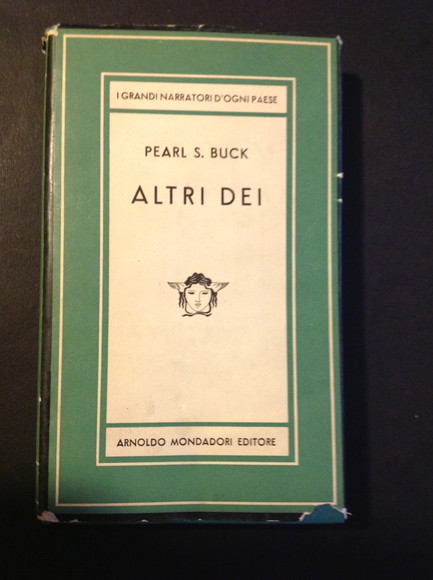 I GRANDI NARRATORI D'OGNI PAESE
PEARL S. BUCK
ALTRI DEI
ARNOLDO MONDADORI EDITORE